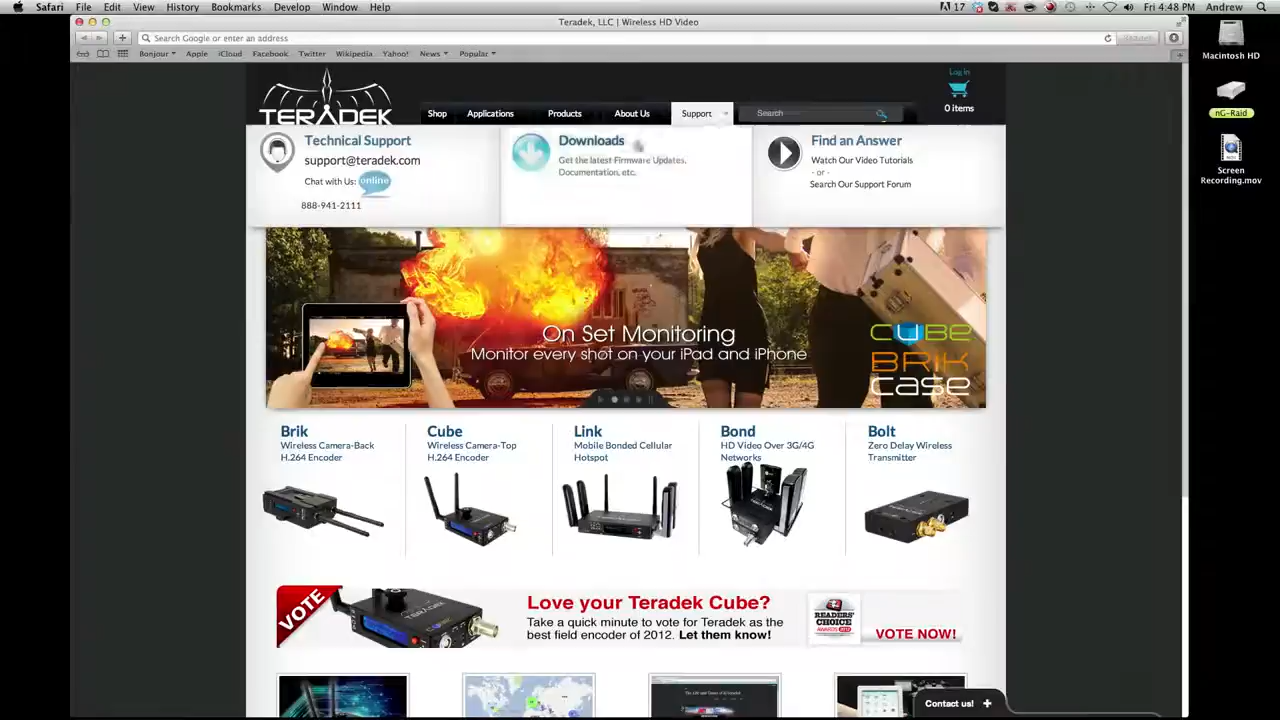 Safari File Edit View History Bookmarks Develop Window Help
17 Fri 4:48 PM Andrew
Teradek, LLC | Wireless HD Video
Search Google or enter an address
Reader
Bonjour Apple iCloud Facebook Twitter Wikipedia Yahoo! News Popular
Macintosh HD
nG-Raid
Screen
Recording.mov
TERADEK
Log in
0 items
Shop Applications Products About Us Support Search
Technical Support
support@teradek.com
Chat with Us: online
888-941-2111
Downloads
Get the latest Firmware Updates,
Documentation, etc.
Find an Answer
Watch Our Video Tutorials
- or -
Search Our Support Forum
On Set Monitoring
Monitor every shot on your iPad and iPhone
CUBE
BRIK
CASE
Brik
Wireless Camera-Back
H.264 Encoder
Cube
Wireless Camera-Top
H.264 Encoder
Link
Mobile Bonded Cellular
Hotspot
Bond
HD Video Over 3G/4G
Networks
Bolt
Zero Delay Wireless
Transmitter
VOTE
TERADEK
Love your Teradek Cube?
Take a quick minute to vote for Teradek as the
best field encoder of 2012. Let them know!
READERS'
CHOICE
AWARDS 2012
VOTE NOW!
Contact us! +